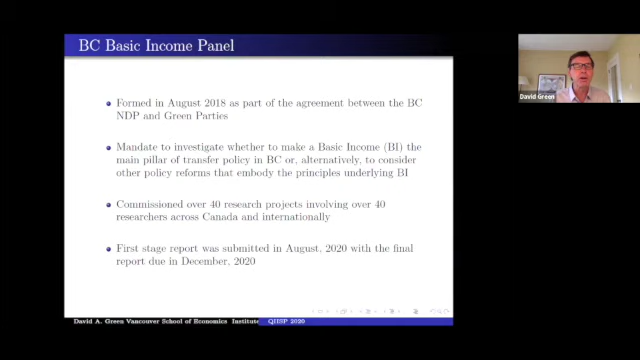 BC Basic Income Panel
Formed in August 2018 as part of the agreement between the BC
NDP and Green Parties
Mandate to investigate whether to make a Basic Income (BI) the
main pillar of transfer policy in BC or, alternatively, to consider
other policy reforms that embody the principles underlying BI
Commissioned over 40 research projects involving over 40
researchers across Canada and internationally
First stage report was submitted in August, 2020 with the final
report due in December, 2020
David A. Green Vancouver School of Economics Institute QIISP 2020
David Green